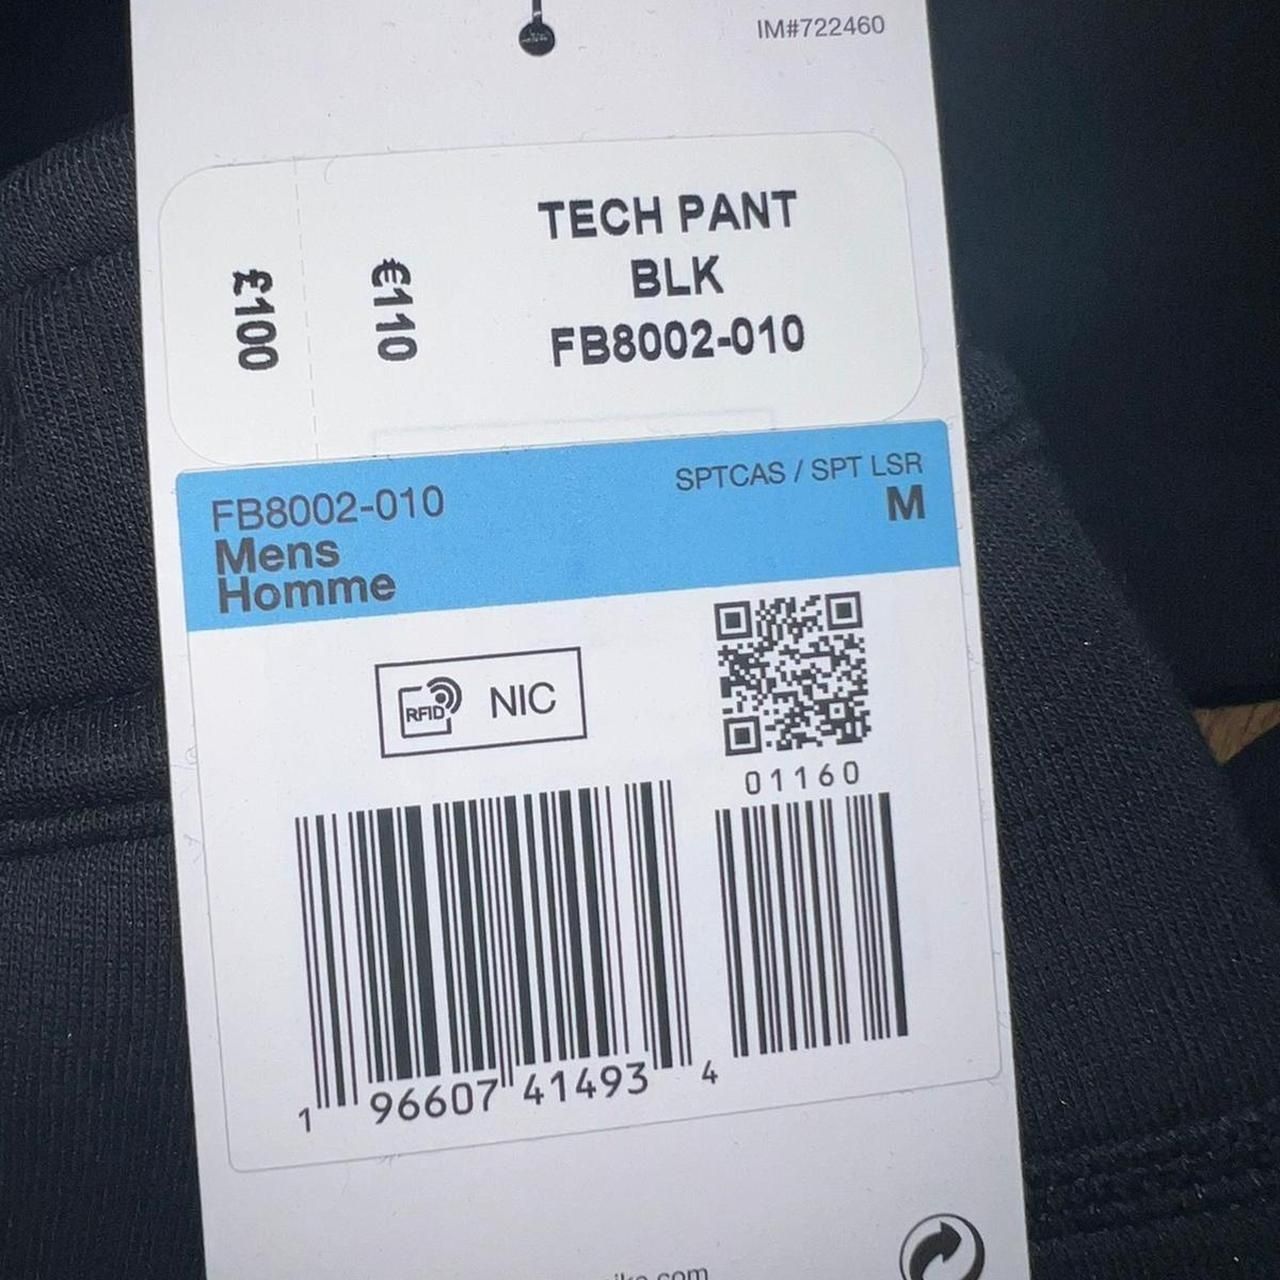 IM#722460
TECH PANT
BLK
FB8002-010
€110
£100
FB8002-010
SPTCAS / SPT LSR
M
Mens
Homme
RFID
NIC
01160
1 96607 41493 4